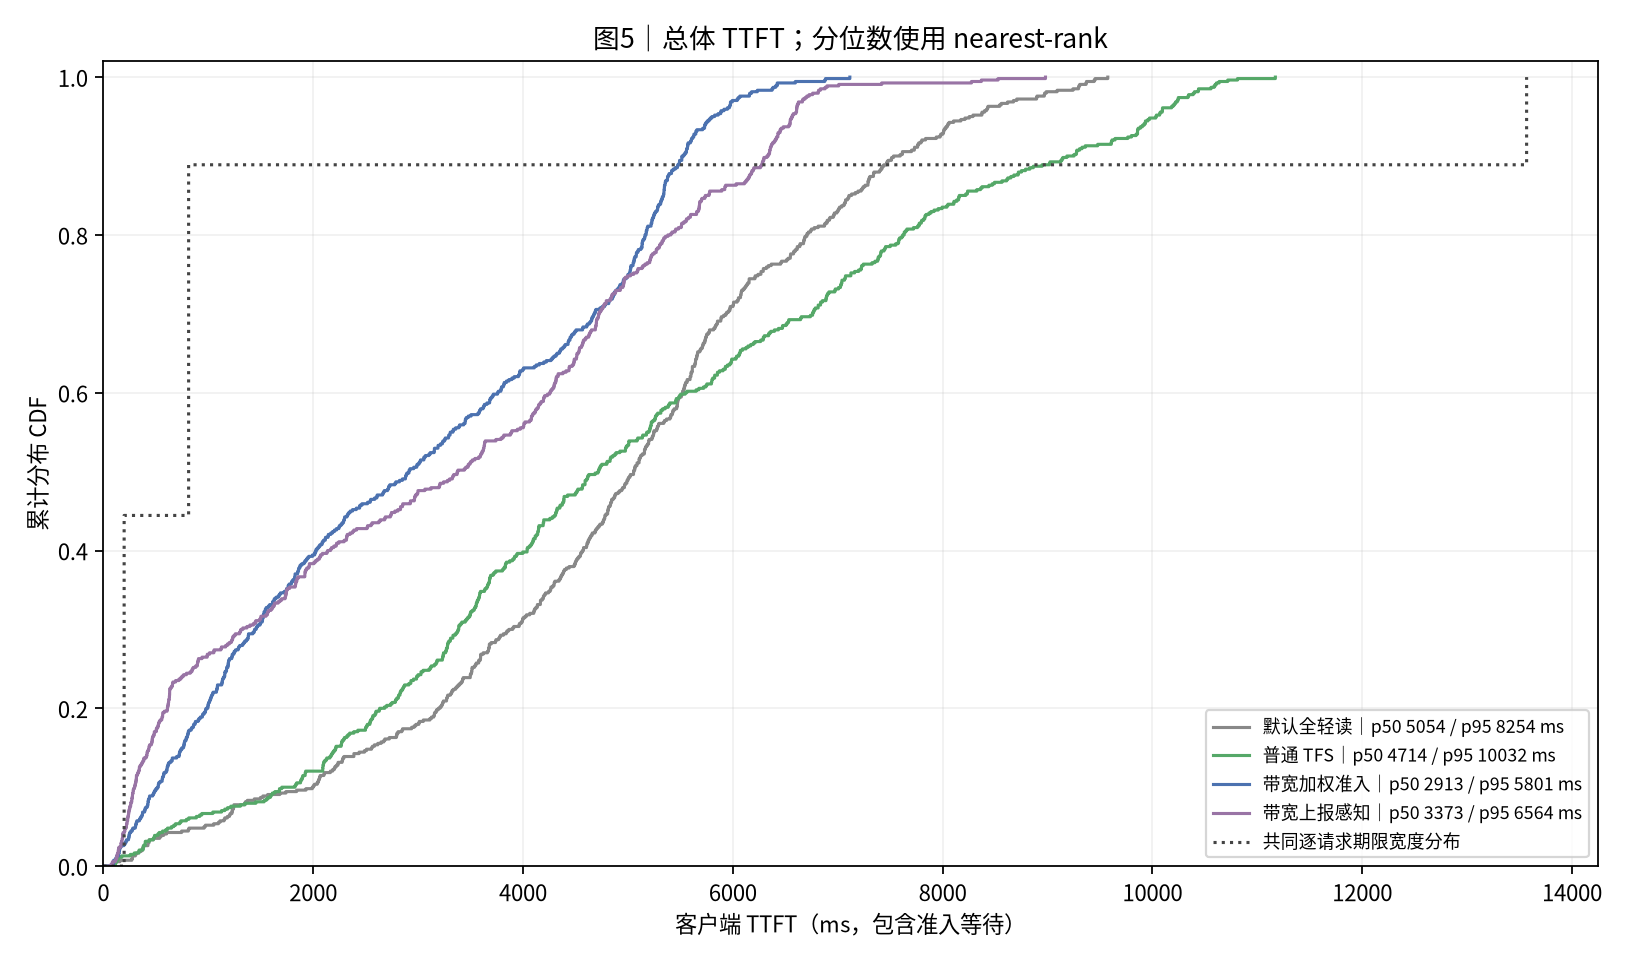 图5｜总体 TTFT；分位数使用 nearest-rank
1.0
0.8
0.6
0.4
0.2
0.0
累计分布 CDF
默认全轻读｜p50 5054 / p95 8254 ms
普通 TFS｜p50 4714 / p95 10032 ms
带宽加权准入｜p50 2913 / p95 5801 ms
带宽上报感知｜p50 3373 / p95 6564 ms
共同逐请求期限宽度分布
0 2000 4000 6000 8000 10000 12000 14000
客户端 TTFT（ms，包含准入等待）